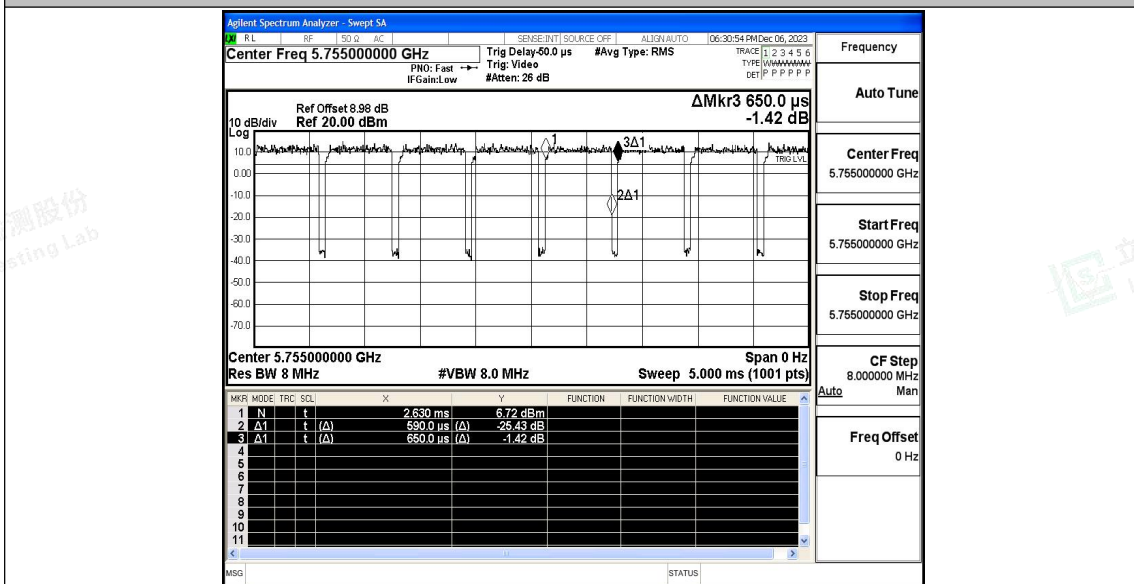 Agilent Spectrum Analyzer - Swept SA
RL RF 50 Ω AC SENSE:INT SOURCE OFF ALIGNAUTO 06:30:54 PM Dec 06, 2023
Center Freq 5.755000000 GHz
PNO: Fast
IFGain:Low
Trig Delay-50.0 µs
Trig: Video
#Atten: 26 dB
#Avg Type: RMS
TRACE 1 2 3 4 5 6
TYPE
DET P P P P P P
ΔMkr3 650.0 µs
-1.42 dB
Ref Offset 8.98 dB
10 dB/div Ref 20.00 dBm
Log
10.0
0.00
-10.0
-20.0
-30.0
-40.0
-50.0
-60.0
-70.0
1
3Δ1
TRIG LVL
2Δ1
Center 5.755000000 GHz Span 0 Hz
Res BW 8 MHz #VBW 8.0 MHz Sweep 5.000 ms (1001 pts)
MKR MODE TRC SCL X Y FUNCTION FUNCTION WIDTH FUNCTION VALUE
1 N t 2.630 ms 6.72 dBm
2 Δ1 t (Δ) 590.0 µs (Δ) -25.43 dB
3 Δ1 t (Δ) 650.0 µs (Δ) -1.42 dB
4
5
6
7
8
9
10
11
MSG STATUS
Frequency
Auto Tune
Center Freq
5.755000000 GHz
Start Freq
5.755000000 GHz
Stop Freq
5.755000000 GHz
CF Step
8.000000 MHz
Auto Man
Freq Offset
0 Hz
测股份
sting Lab
立